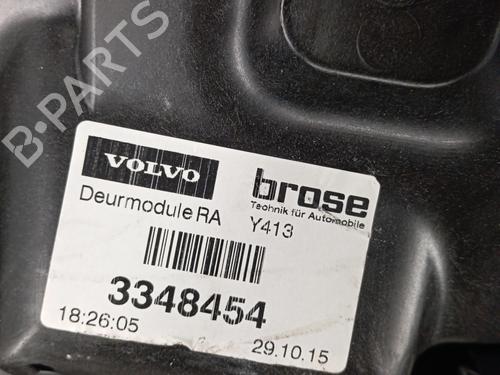 B-PARTS
VOLVO
brose
Technik für Automobile
Deurmodule RA
Y413
3348454
18:26:05
29.10.15